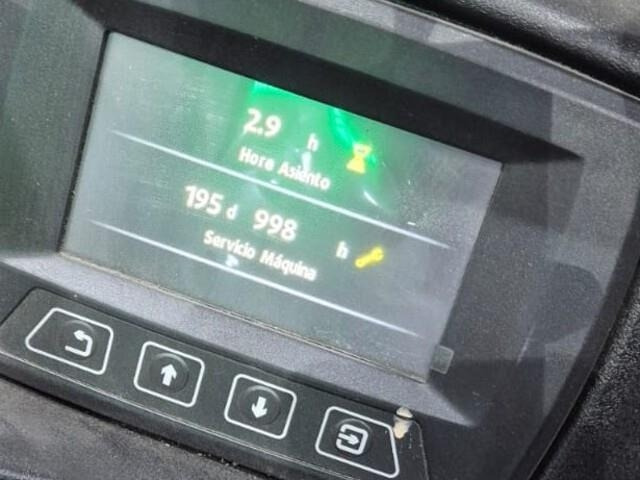 2.9 h
Hore Asiento
195 d 998 h
Servicio Máquina